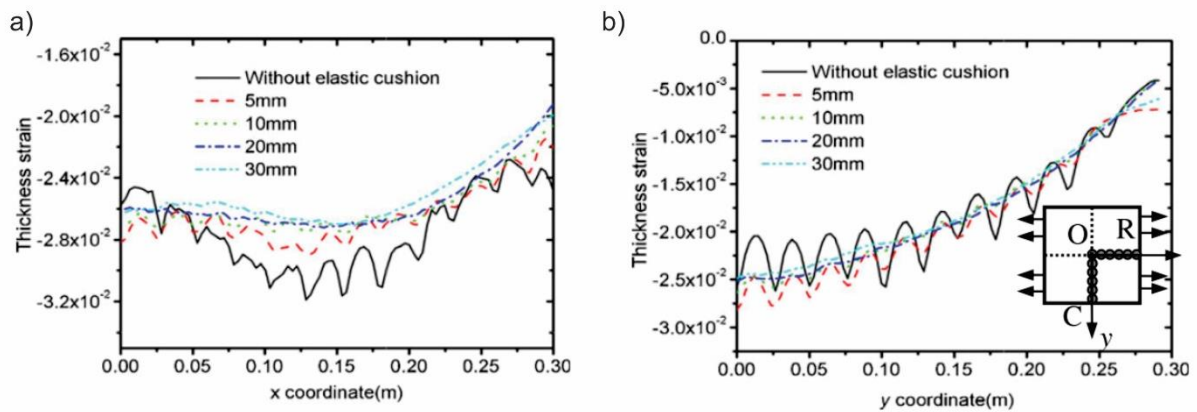 a)
-1.6x10⁻²
-2.0x10⁻²
-2.4x10⁻²
-2.8x10⁻²
-3.2x10⁻²
Thickness strain
Without elastic cushion
5mm
10mm
20mm
30mm
0.00 0.05 0.10 0.15 0.20 0.25 0.30
x coordinate(m)
b)
0.0
-5.0x10⁻³
-1.0x10⁻²
-1.5x10⁻²
-2.0x10⁻²
-2.5x10⁻²
-3.0x10⁻²
Thickness strain
Without elastic cushion
5mm
10mm
20mm
30mm
O R
C
y
0.00 0.05 0.10 0.15 0.20 0.25 0.30
y coordinate(m)